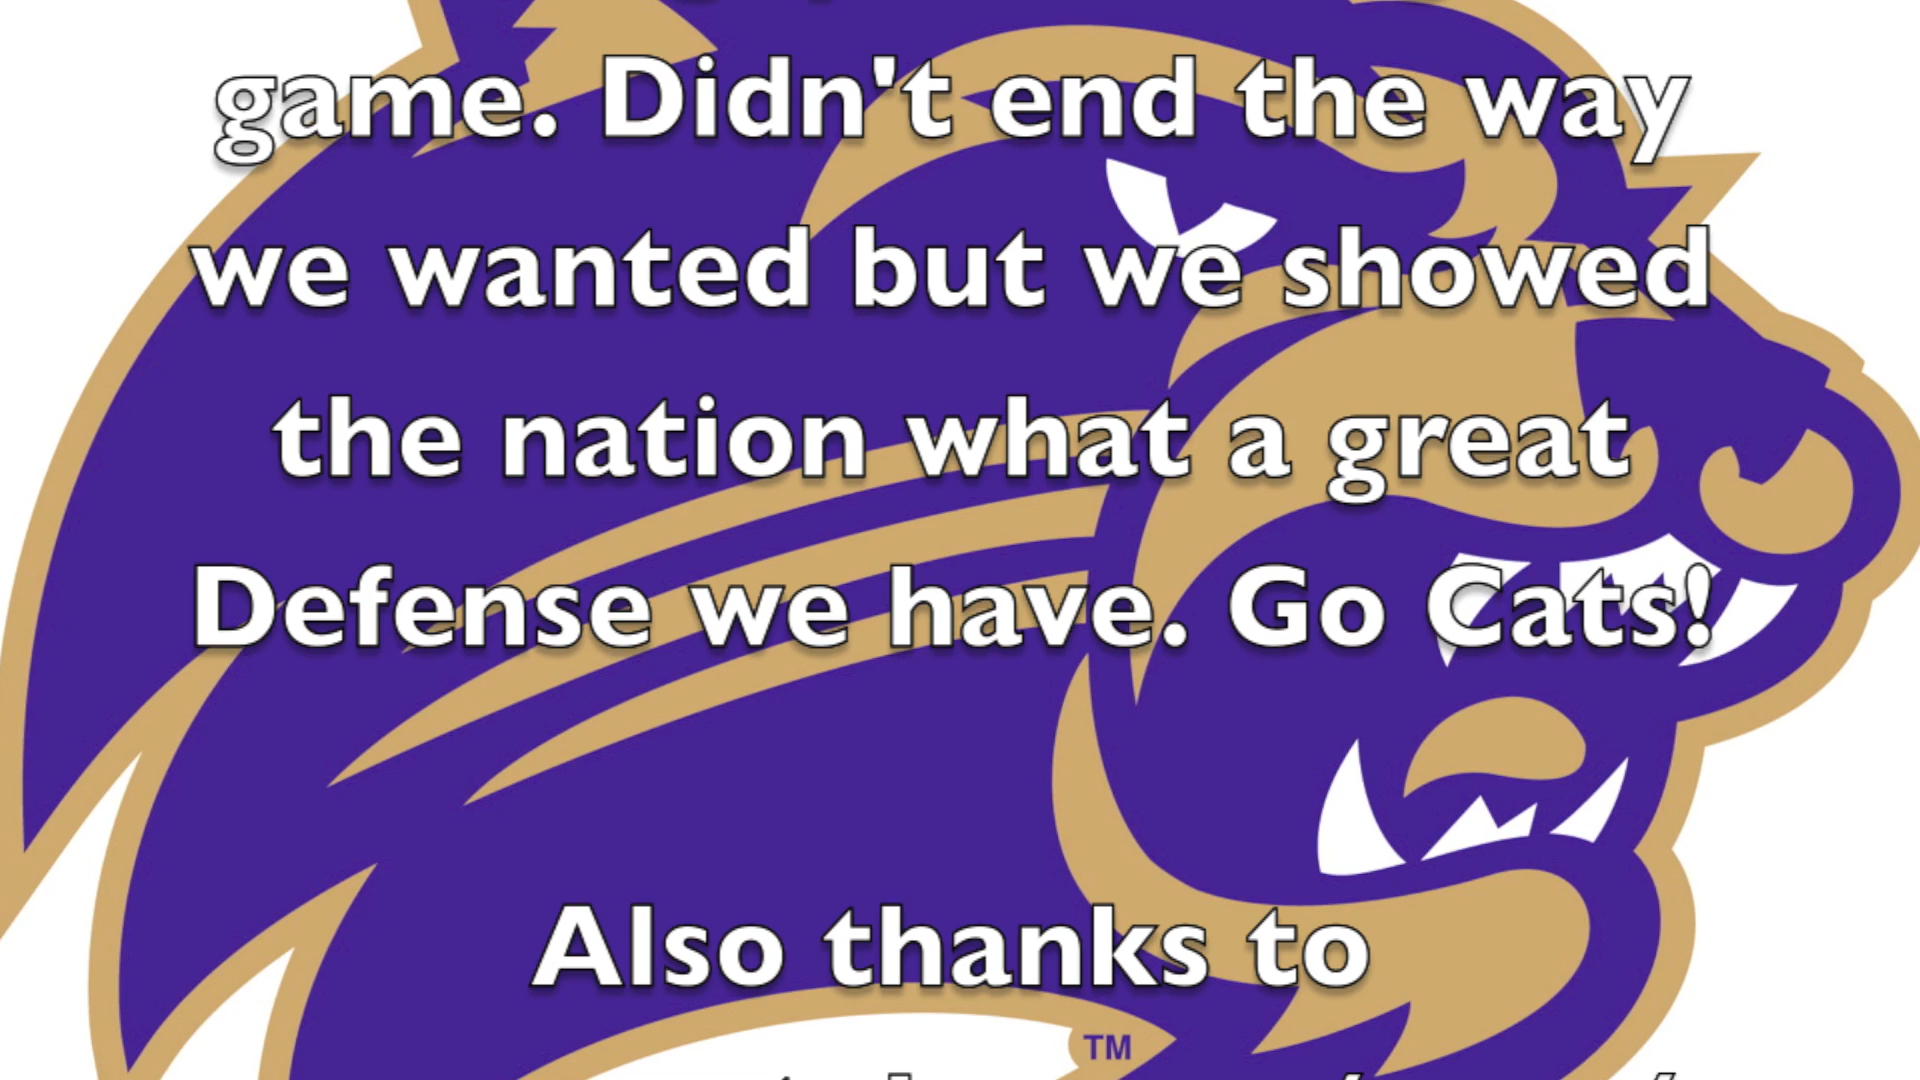 game. Didn't end the way
we wanted but we showed
the nation what a great
Defense we have. Go Cats!
Also thanks to
TM